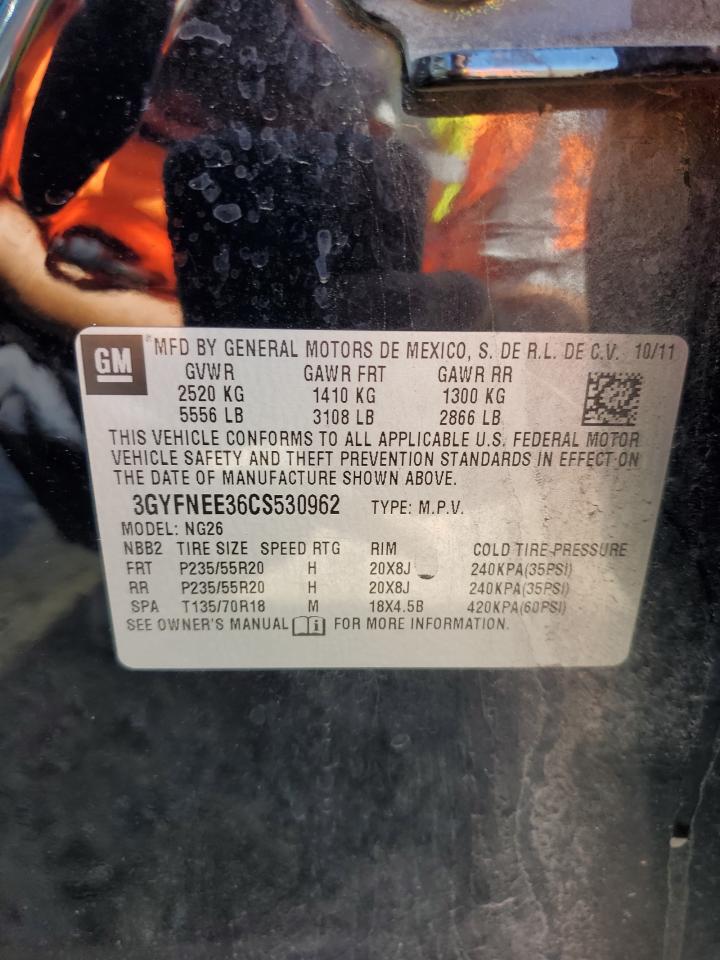 GM ® MFD BY GENERAL MOTORS DE MEXICO, S. DE R.L. DE C.V. 10/11
GVWR GAWR FRT GAWR RR
2520 KG 1410 KG 1300 KG
5556 LB 3108 LB 2866 LB
THIS VEHICLE CONFORMS TO ALL APPLICABLE U.S. FEDERAL MOTOR
VEHICLE SAFETY AND THEFT PREVENTION STANDARDS IN EFFECT ON
THE DATE OF MANUFACTURE SHOWN ABOVE.
3GYFNEE36CS530962 TYPE: M.P.V.
MODEL: NG26
NBB2 TIRE SIZE SPEED RTG RIM COLD TIRE PRESSURE
FRT P235/55R20 H 20X8J 240KPA(35PSI)
RR P235/55R20 H 20X8J 240KPA(35PSI)
SPA T135/70R18 M 18X4.5B 420KPA(60PSI)
SEE OWNER'S MANUAL i FOR MORE INFORMATION.